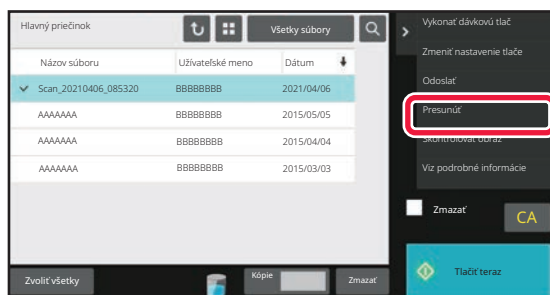 Hlavný priečinok
Všetky súbory
Názov súboru Užívateľské meno Dátum
Scan_20210406_085320 BBBBBBBB 2021/04/06
AAAAAAA BBBBBBBB 2015/05/05
AAAAAAA BBBBBBBB 2015/04/04
AAAAAAA BBBBBBBB 2015/03/03
Zvoliť všetky
Kópie
Zmazať
Vykonať dávkovú tlač
Zmeniť nastavenie tlače
Odoslať
Presunúť
Skontrolovať obraz
Viz podrobné informácie
Zmazať
CA
Tlačiť teraz